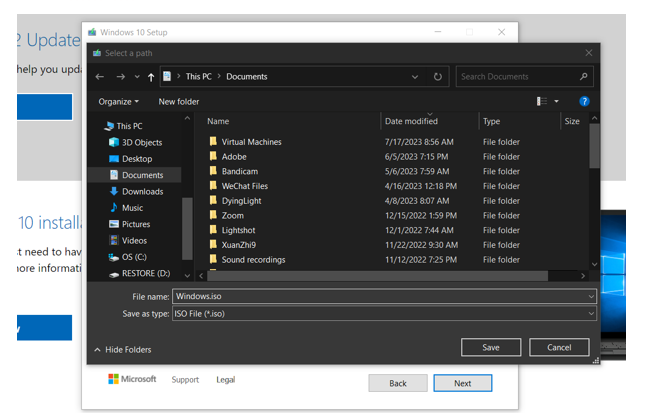 2 Update
Windows 10 Setup
Select a path
help you upd
This PC > Documents
Search Documents
Organize
New folder
Name
Date modified
Type
Size
This PC
3D Objects
Desktop
Documents
Downloads
Music
Pictures
Videos
OS (C:)
RESTORE (D:)
Virtual Machines 7/17/2023 8:56 AM File folder
Adobe 6/5/2023 7:15 PM File folder
Bandicam 5/6/2023 7:59 AM File folder
WeChat Files 4/16/2023 12:18 PM File folder
DyingLight 4/8/2023 8:07 AM File folder
Zoom 12/15/2022 1:59 PM File folder
Lightshot 12/1/2022 7:44 AM File folder
XuanZhi9 11/22/2022 9:30 AM File folder
Sound recordings 11/12/2022 7:25 PM File folder
10 install
t need to hav
more informati
File name: Windows.iso
Save as type: ISO File (*.iso)
Hide Folders
Save
Cancel
Microsoft
Support
Legal
Back
Next